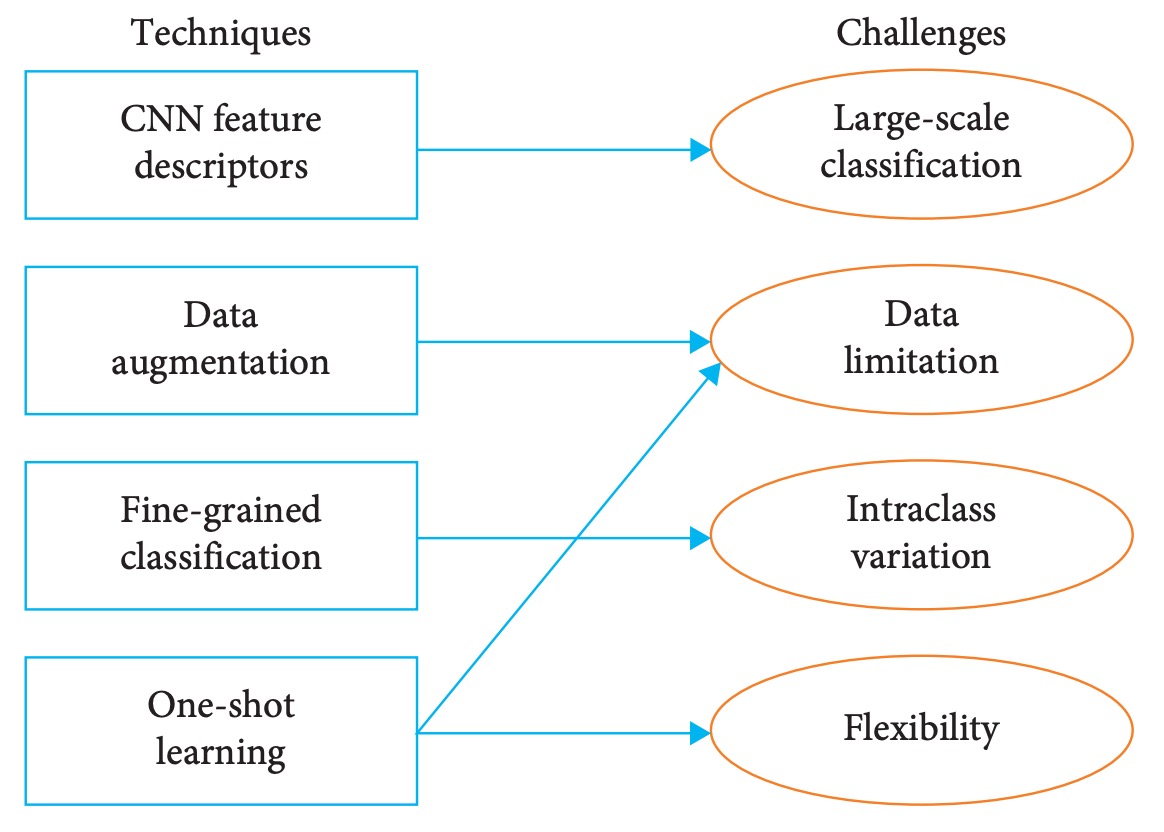 Techniques
Challenges
CNN feature
descriptors
Large-scale
classification
Data
augmentation
Data
limitation
Fine-grained
classification
Intraclass
variation
One-shot
learning
Flexibility